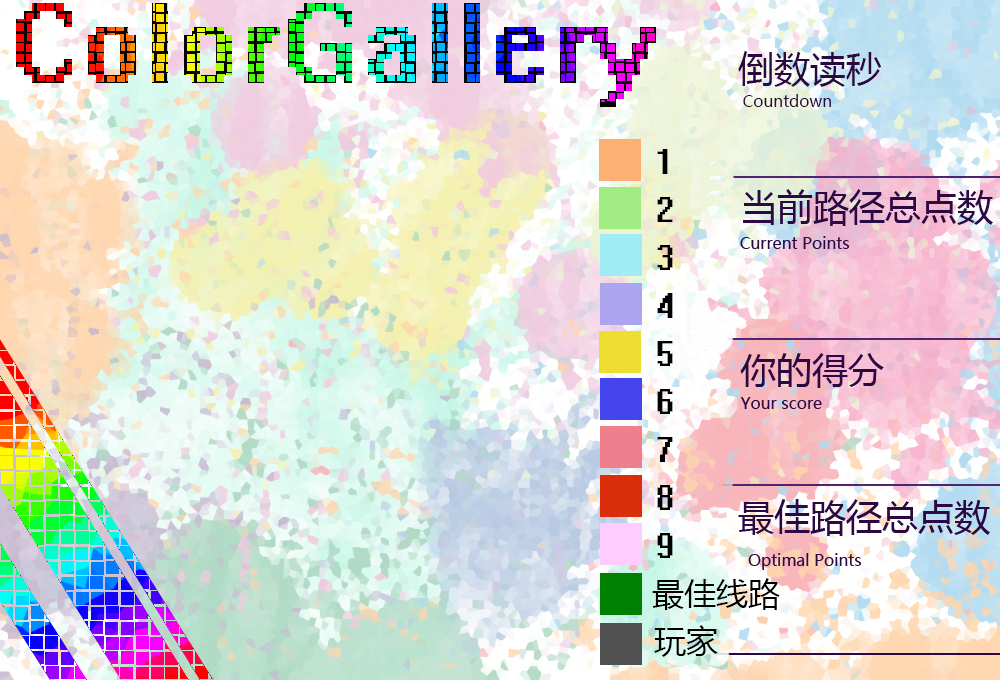 ColorGallery
倒数读秒
Countdown
1
2
3
4
5
6
7
8
9
最佳线路
玩家
当前路径总点数
Current Points
你的得分
Your score
最佳路径总点数
Optimal Points